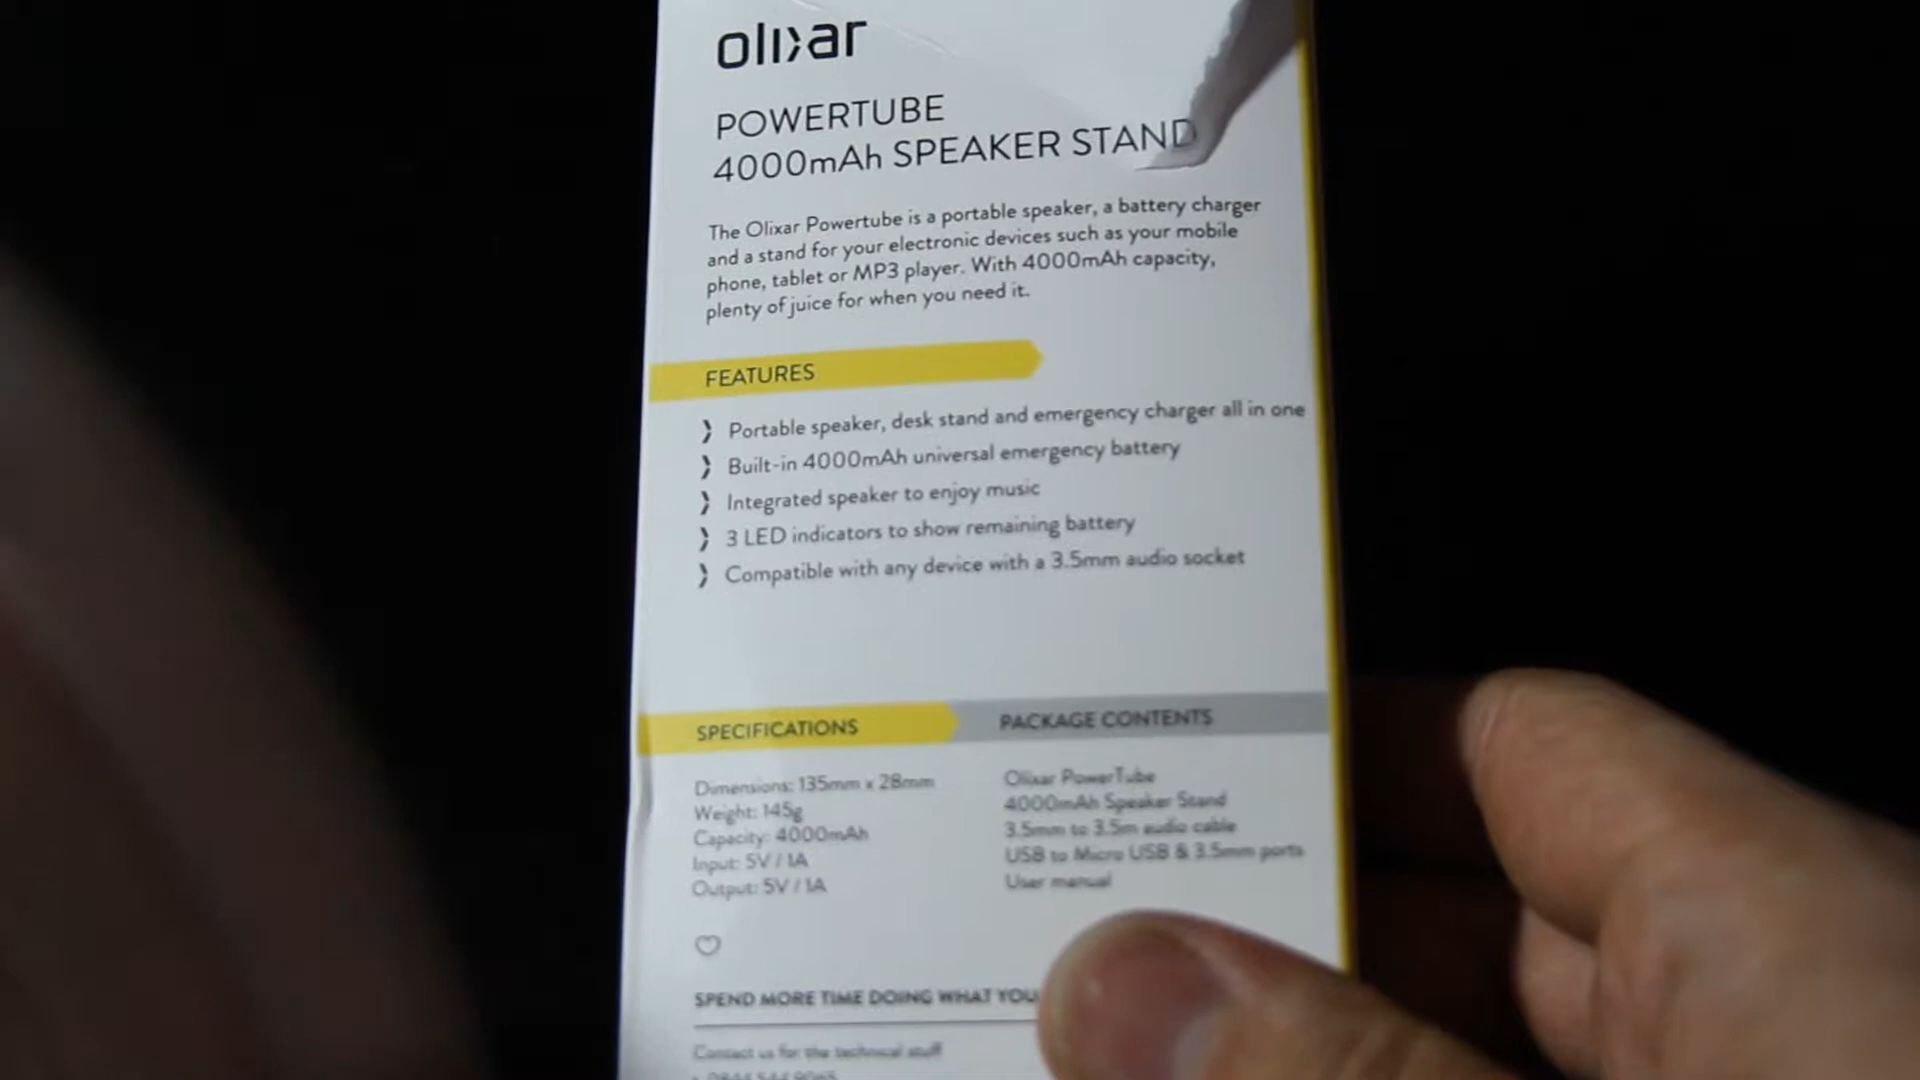 olixar
POWERTUBE
4000mAh SPEAKER STAND
The Olixar Powertube is a portable speaker, a battery charger
and a stand for your electronic devices such as your mobile
phone, tablet or MP3 player. With 4000mAh capacity,
plenty of juice for when you need it.
FEATURES
Portable speaker, desk stand and emergency charger all in one
Built-in 4000mAh universal emergency battery
Integrated speaker to enjoy music
3 LED indicators to show remaining battery
Compatible with any device with a 3.5mm audio socket
SPECIFICATIONS
Dimensions: 135mm x 28mm
Weight: 145g
Capacity: 4000mAh
Input: 5V / 1A
Output: 5V / 1A
PACKAGE CONTENTS
Olixar PowerTube
4000mAh Speaker Stand
3.5mm to 3.5m audio cable
USB to Micro USB & 3.5mm ports
User manual
SPEND MORE TIME DOING WHAT YOU
Contact us for the technical stuff